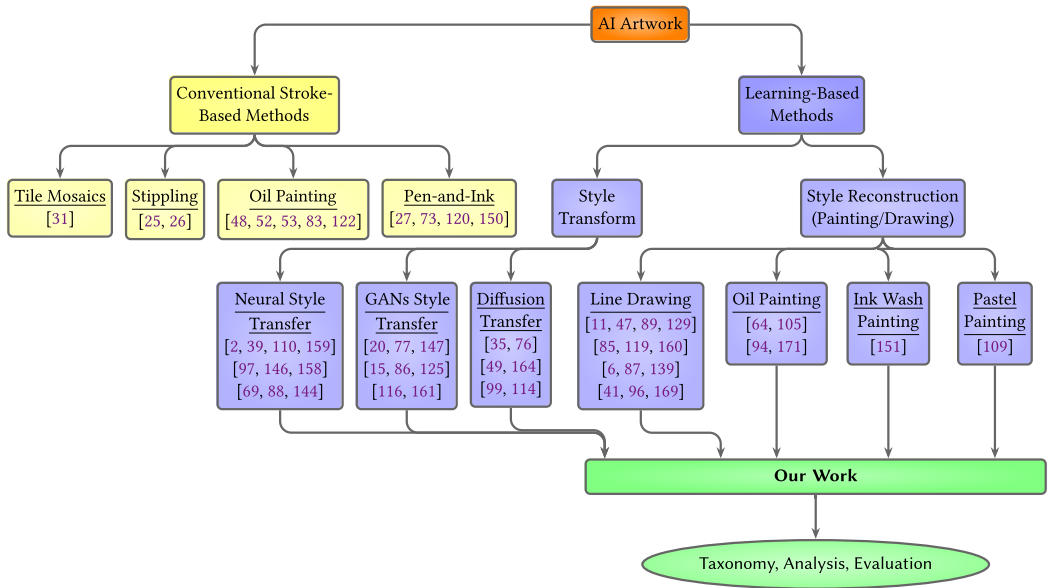 AI Artwork
Conventional Stroke-
Based Methods
Learning-Based
Methods
Tile Mosaics
[31]
Stippling
[25, 26]
Oil Painting
[48, 52, 53, 83, 122]
Pen-and-Ink
[27, 73, 120, 150]
Style
Transform
Style Reconstruction
(Painting/Drawing)
Neural Style
Transfer
[2, 39, 110, 159]
[97, 146, 158]
[69, 88, 144]
GANs Style
Transfer
[20, 77, 147]
[15, 86, 125]
[116, 161]
Diffusion
Transfer
[35, 76]
[49, 164]
[99, 114]
Line Drawing
[11, 47, 89, 129]
[85, 119, 160]
[6, 87, 139]
[41, 96, 169]
Oil Painting
[64, 105]
[94, 171]
Ink Wash
Painting
[151]
Pastel
Painting
[109]
Our Work
Taxonomy, Analysis, Evaluation